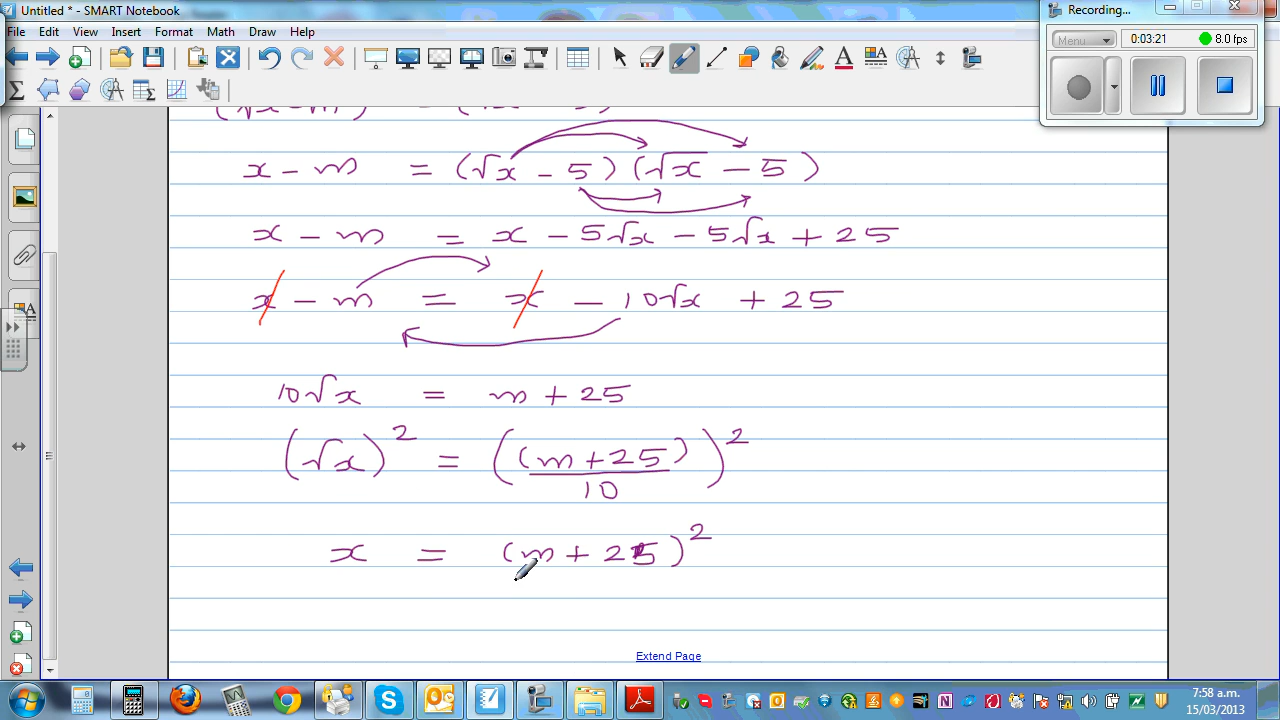 Untitled * - SMART Notebook
Recording...
File Edit View Insert Format Math Draw Help
Menu 0:03:21 8.0 fps
x - m = (√x - 5) (√x - 5)
x - m = x - 5√x - 5√x + 25
x - m = x - 10√x + 25
10√x = m + 25
(√x)² = ((m + 25)/10)²
x = (m + 25)²
Extend Page
7:58 a.m.
15/03/2013